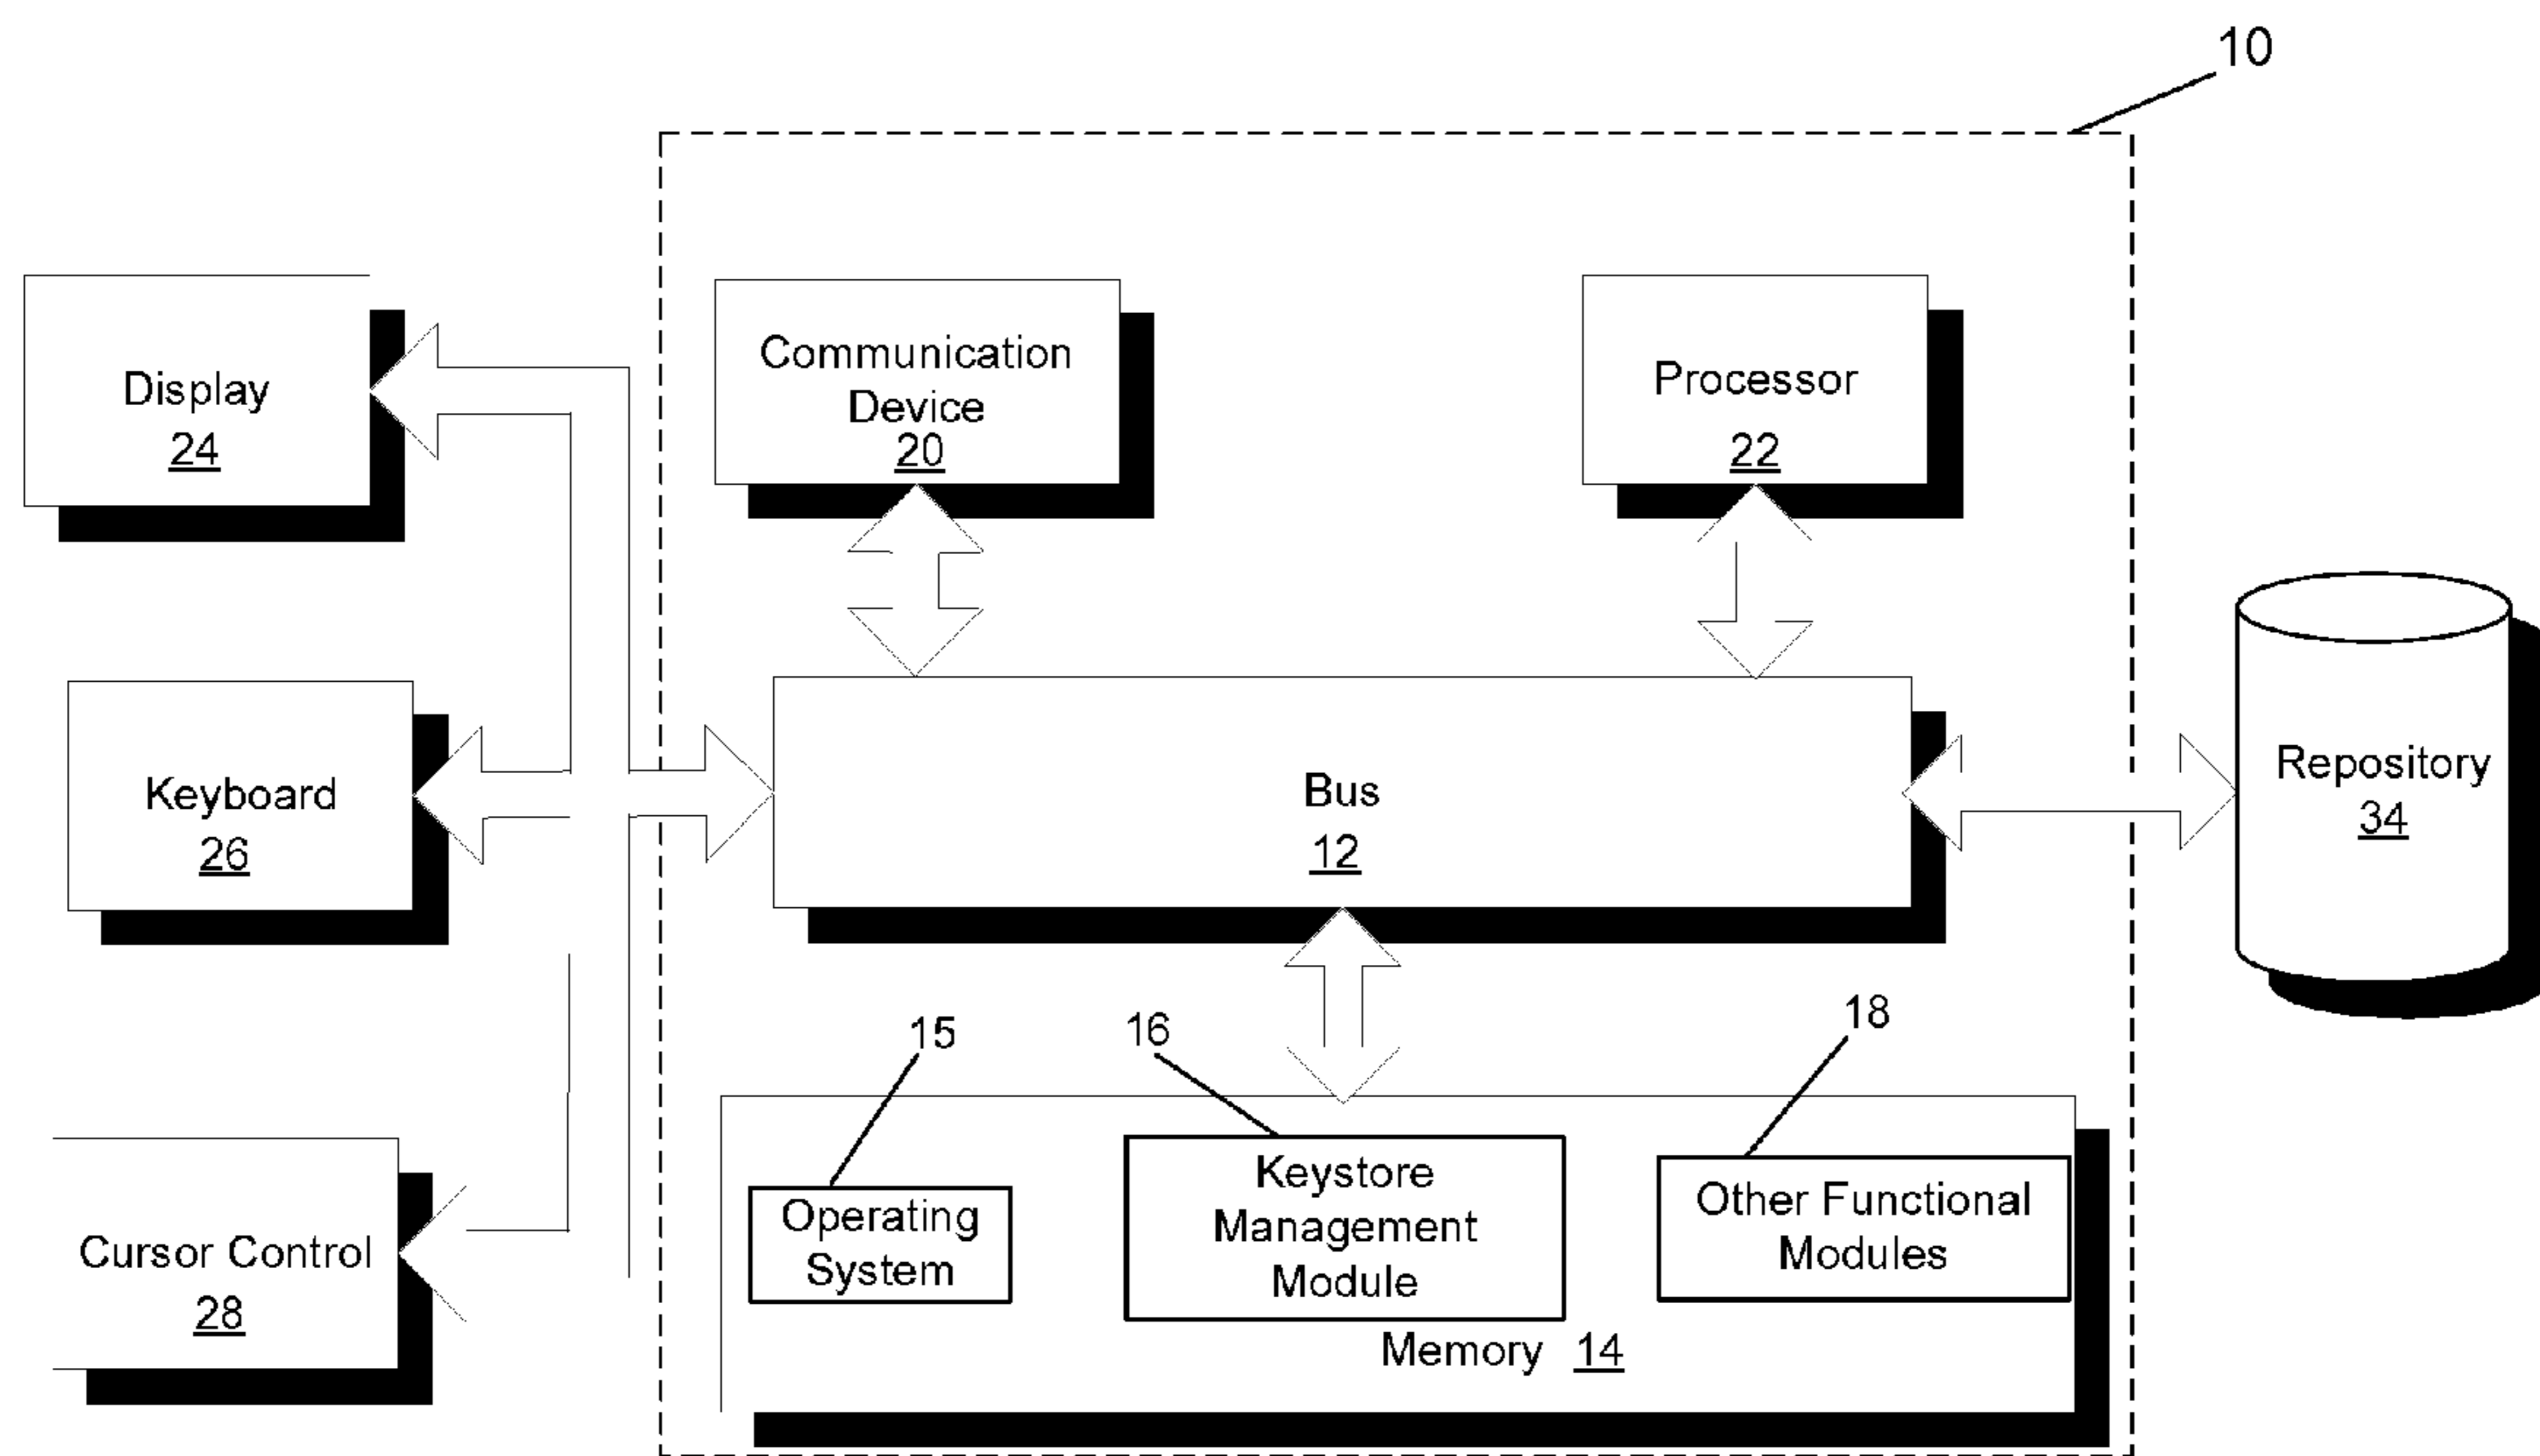 10
Display
24
Communication
Device
20
Processor
22
Keyboard
26
Bus
12
Repository
34
15
16
18
Cursor Control
28
Operating
System
Keystore
Management
Module
Other Functional
Modules
Memory 14